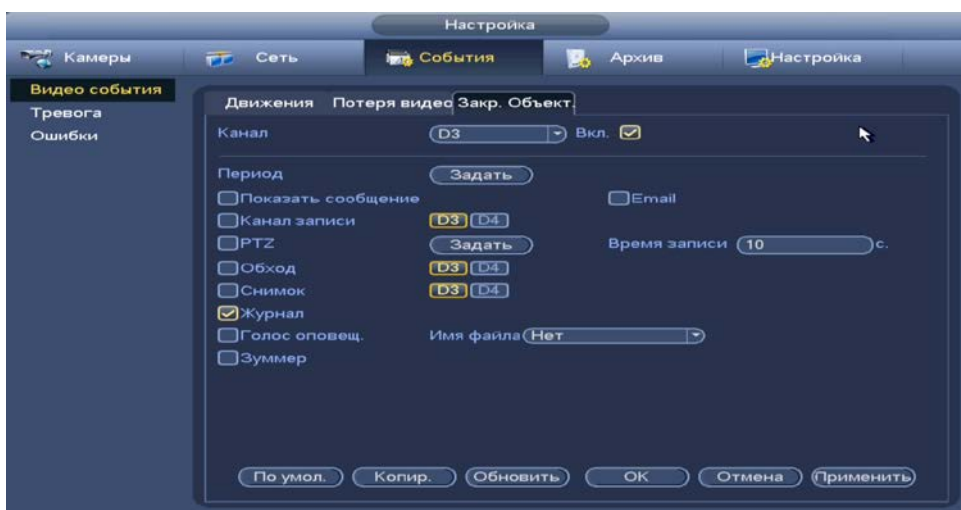 Настройка
Камеры Сеть События Архив Настройка
Видео события
Тревога
Ошибки
Движения Потеря видео Закр. Объект.
Канал D3 Вкл.
Период Задать
Показать сообщение Email
Канал записи D3 D4
PTZ Задать Время записи 10 с.
Обход D3 D4
Снимок D3 D4
Журнал
Голос оповещ. Имя файла Нет
Зуммер
По умол. Копир. Обновить OK Отмена Применить